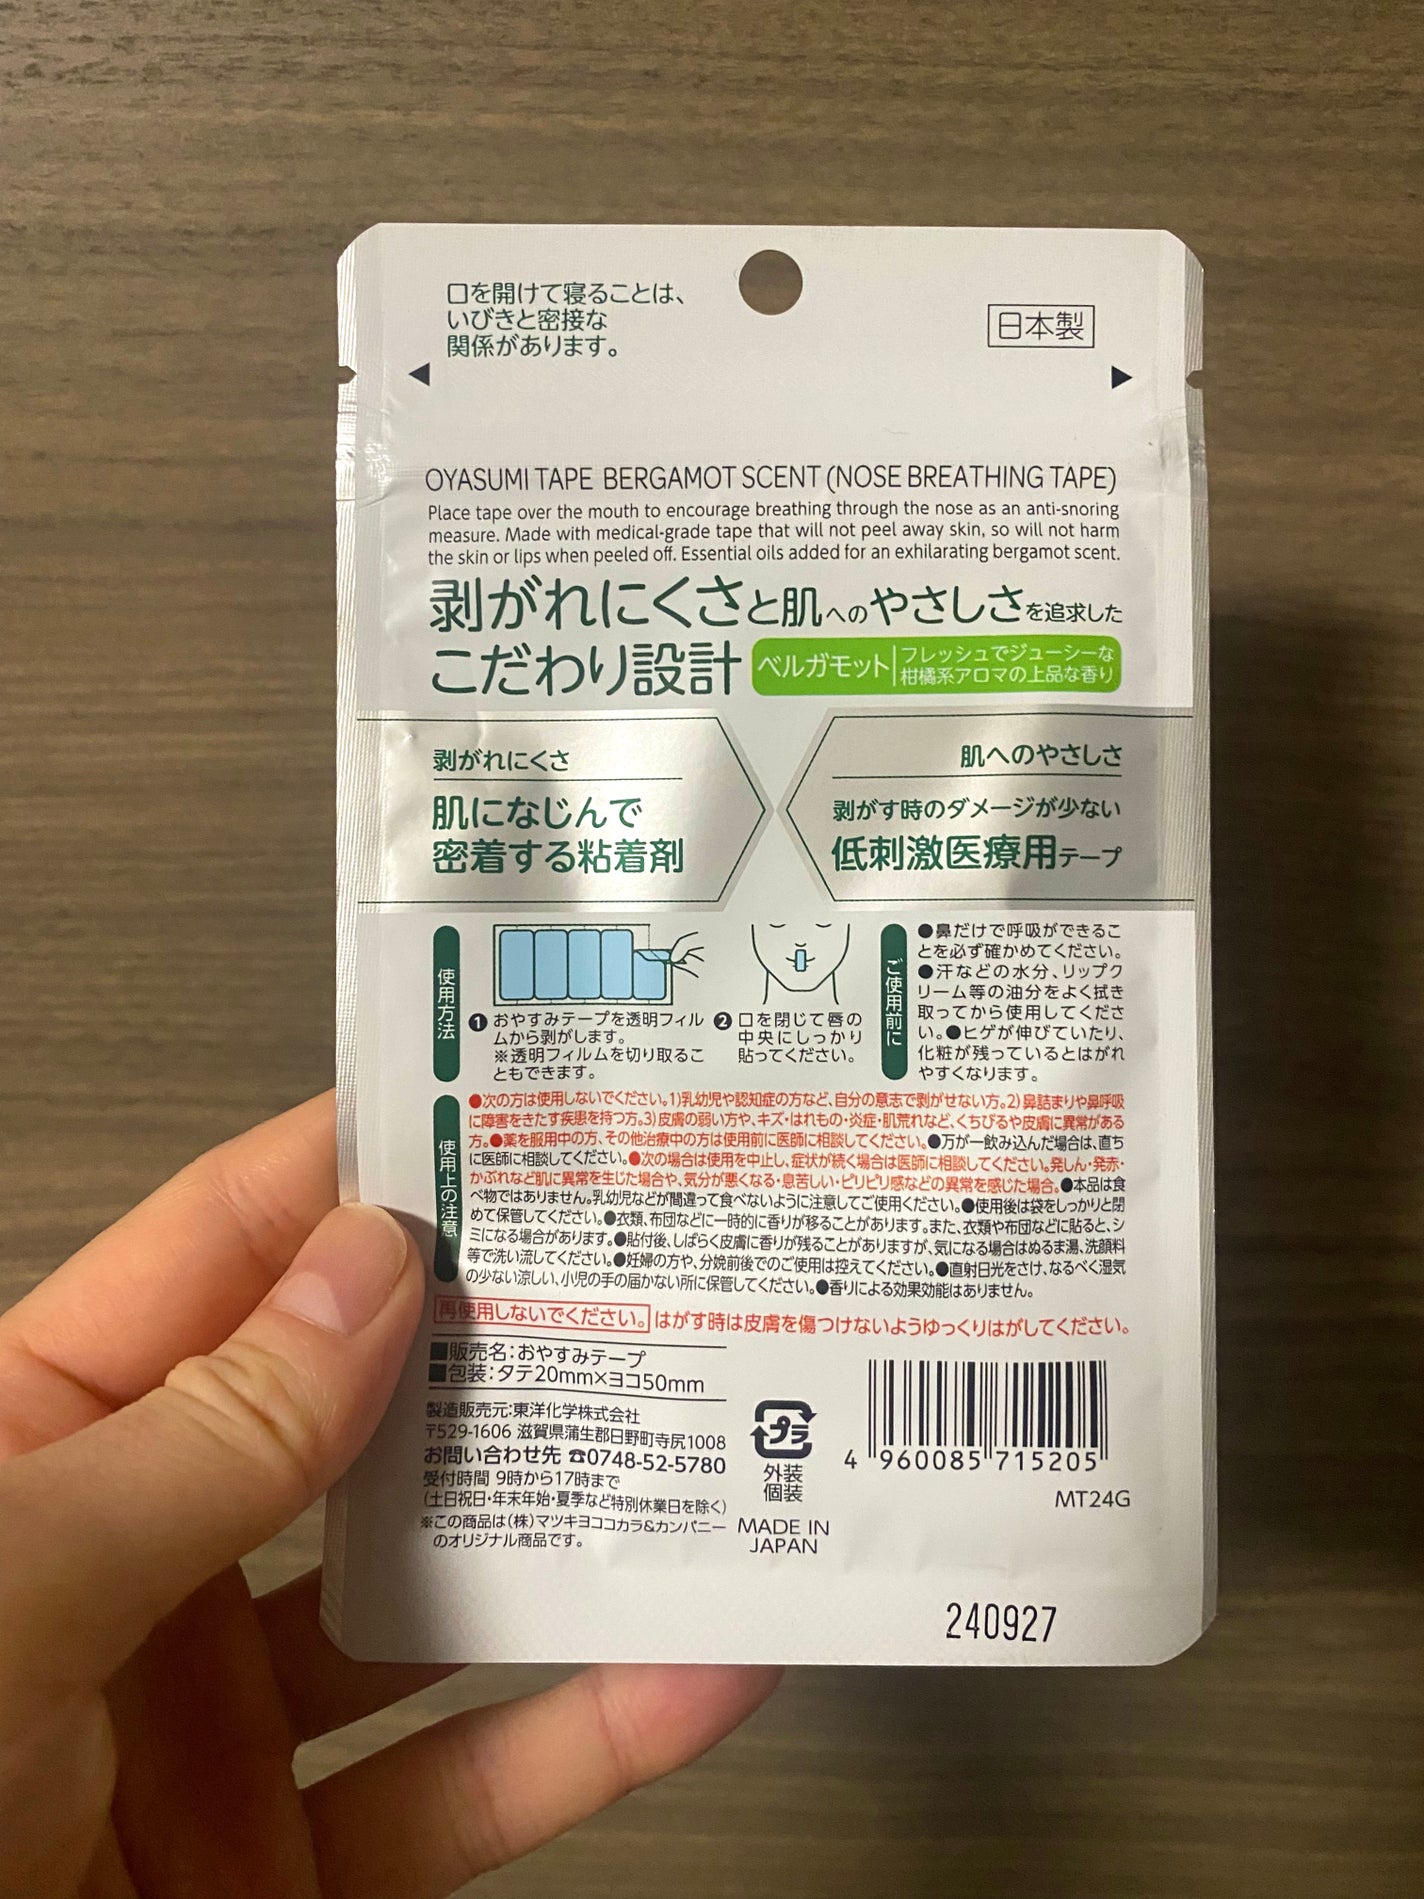 口を開けて寝ることは、
いびきと密接な
関係があります。
日本製
OYASUMI TAPE BERGAMOT SCENT (NOSE BREATHING TAPE)
Place tape over the mouth to encourage breathing through the nose as an anti-snoring
measure. Made with medical-grade tape that will not peel away skin, so will not harm
the skin or lips when peeled off. Essential oils added for an exhilarating bergamot scent.
剥がれにくさと肌へのやさしさを追求した
こだわり設計
ベルガモット
フレッシュでジューシーな
柑橘系アロマの上品な香り
剥がれにくさ
肌になじんで
密着する粘着剤
肌へのやさしさ
剥がす時のダメージが少ない
低刺激医療用テープ
使用方法
❶ おやすみテープを透明フィル
ムから剥がします。
※透明フィルムを切り取るこ
ともできます。
❷ 口を閉じて唇の
中央にしっかり
貼ってください。
ご使用前に
●鼻だけで呼吸ができるこ
とを必ず確かめてください。
●汗などの水分、リップク
リーム等の油分をよく拭き
取ってから使用してくださ
い。●ヒゲが伸びていたり、
化粧が残っているとはがれ
やすくなります。
使用上の注意
●次の方は使用しないでください。1)乳幼児や認知症の方など、自分の意志で剥がせない方。2)鼻詰まりや鼻呼吸
に障害をきたす疾患を持つ方。3)皮膚の弱い方や、キズ・はれもの・炎症・肌荒れなど、くちびるや皮膚に異常がある
方。●薬を服用中の方、その他治療中の方は使用前に医師に相談してください。●万が一飲み込んだ場合は、直ち
に医師に相談してください。●次の場合は使用を中止し、症状が続く場合は医師に相談してください。発しん・発赤・
かぶれなど肌に異常を生じた場合や、気分が悪くなる・息苦しい・ピリピリ感などの異常を感じた場合。●本品は食
べ物ではありません。乳幼児などが間違って食べないように注意してご使用ください。●使用後は袋をしっかりと閉
めて保管してください。●衣類、布団などに一時的に香りが移ることがあります。また、衣類や布団などに貼ると、シ
ミになる場合があります。●貼付後、しばらく皮膚に香りが残ることがありますが、気になる場合はぬるま湯、洗顔料
等で洗い流してください。●妊婦の方や、分娩前後でのご使用は控えてください。●直射日光をさけ、なるべく湿気
の少ない涼しい、小児の手の届かない所に保管してください。●香りによる効果効能はありません。
再使用しないでください。 はがす時は皮膚を傷つけないようゆっくりはがしてください。
■販売名:おやすみテープ
■包装:タテ20mm×ヨコ50mm
製造販売元:東洋化学株式会社
〒529-1606 滋賀県蒲生郡日野町寺尻1008
お問い合わせ先 ☎0748-52-5780
受付時間 9時から17時まで
(土日祝日・年末年始・夏季など特別休業日を除く)
※この商品は(株)マツキヨココカラ&カンパニー
のオリジナル商品です。
プラ
外装
個装
MADE IN
JAPAN
4 960085 715205
MT24G
240927